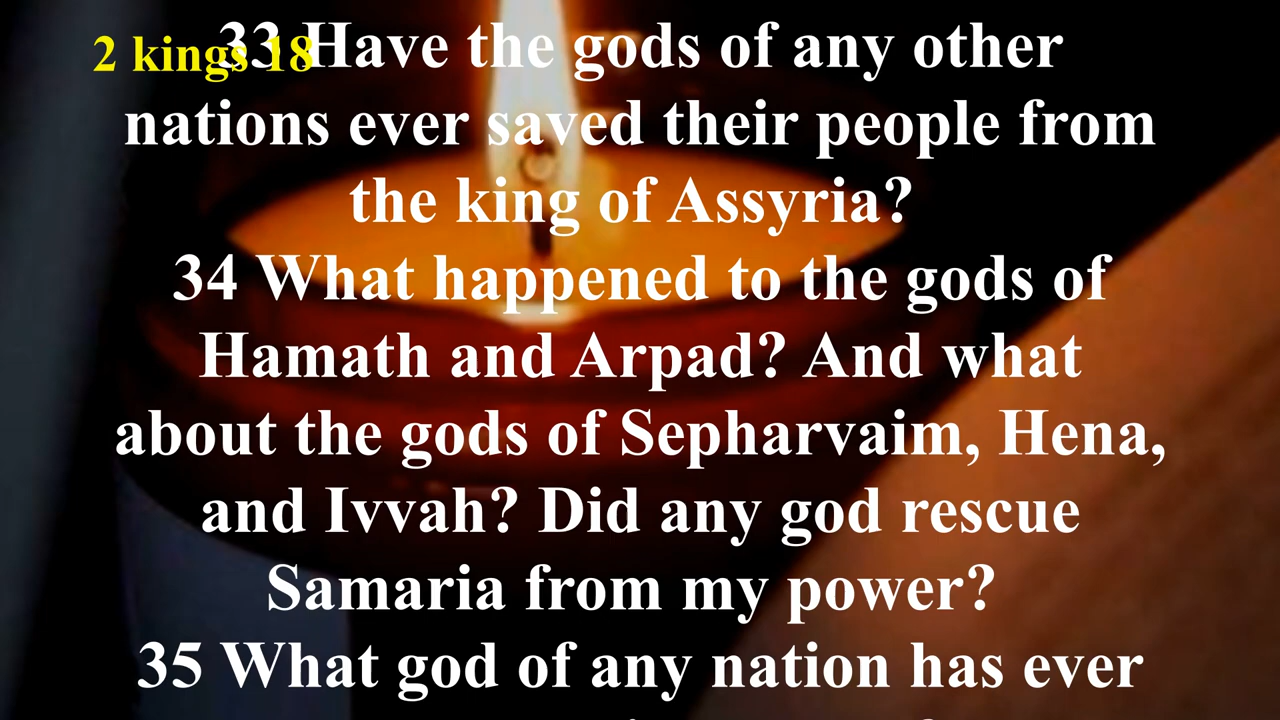 2 kings 18
33 Have the gods of any other
nations ever saved their people from
the king of Assyria?
34 What happened to the gods of
Hamath and Arpad? And what
about the gods of Sepharvaim, Hena,
and Ivvah? Did any god rescue
Samaria from my power?
35 What god of any nation has ever